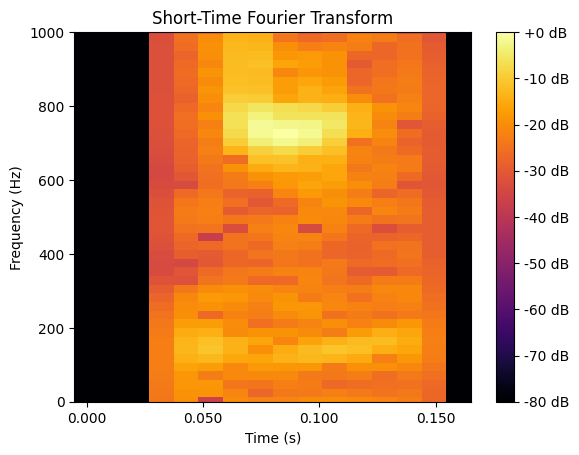 Short-Time Fourier Transform
1000
800
600
400
200
0
Frequency (Hz)
0.000
0.050
0.100
0.150
Time (s)
+0 dB
-10 dB
-20 dB
-30 dB
-40 dB
-50 dB
-60 dB
-70 dB
-80 dB